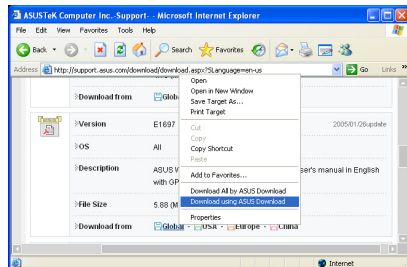 ASUSTeK Computer Inc.-Support- - Microsoft Internet Explorer
File Edit View Favorites Tools Help
Back Search Favorites
Address http://support.asus.com/download/download.aspx?SLanguage=en-us Go Links »
Download from Glob
Version E1697 2005/01/26update
OS All
Description ASUS W ser's manual in English
with GP
File Size 5.88 (M
Download from Global - USA - Europe - China
Open
Open in New Window
Save Target As...
Print Target
Cut
Copy
Copy Shortcut
Paste
Add to Favorites...
Download All by ASUS Download
Download using ASUS Download
Properties
Internet